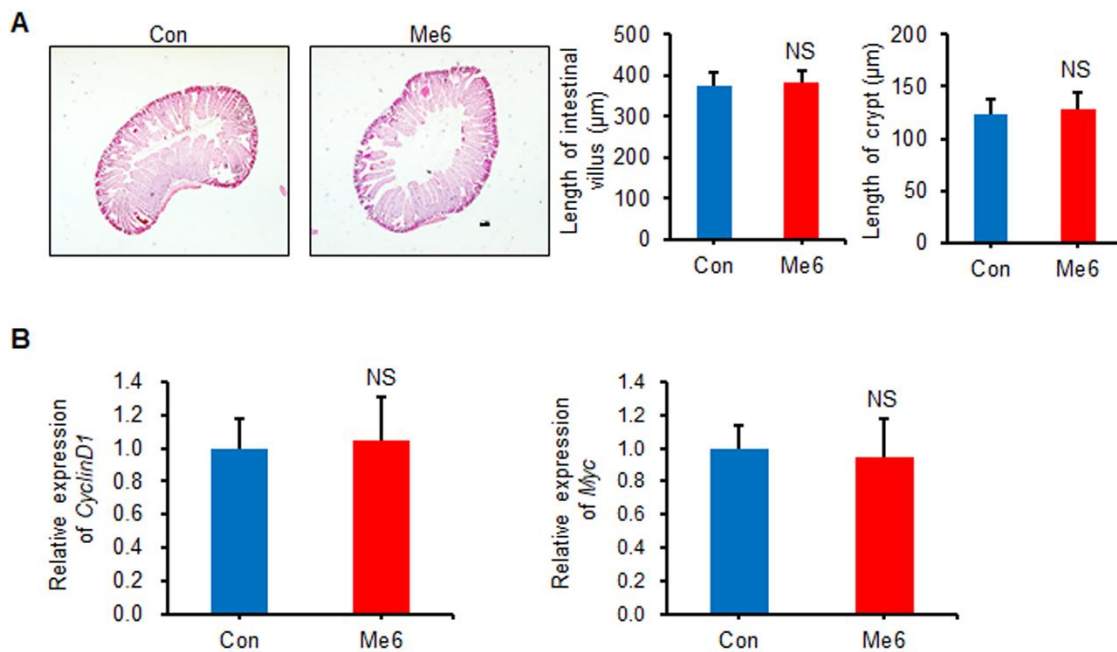 A
Con
Me6
Length of intestinal
villus (µm)
500
400
300
200
100
0
NS
Con
Me6
Length of crypt (µm)
200
150
100
50
0
NS
Con
Me6
B
Relative expression
of CyclinD1
1.4
1.2
1.0
0.8
0.6
0.4
0.2
0.0
NS
Con
Me6
Relative expression
of Myc
1.4
1.2
1.0
0.8
0.6
0.4
0.2
0.0
NS
Con
Me6